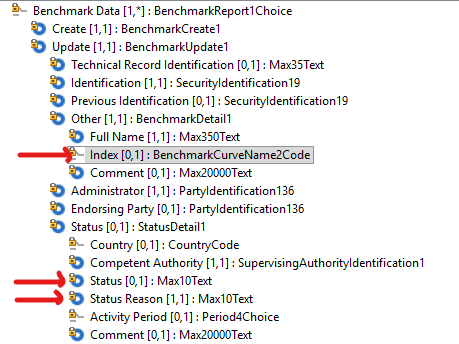 Benchmark Data [1,*] : BenchmarkReport1Choice
Create [1,1] : BenchmarkCreate1
Update [1,1] : BenchmarkUpdate1
Technical Record Identification [0,1] : Max35Text
Identification [1,1] : SecurityIdentification19
Previous Identification [0,1] : SecurityIdentification19
Other [1,1] : BenchmarkDetail1
Full Name [1,1] : Max350Text
Index [0,1] : BenchmarkCurveName2Code
Comment [0,1] : Max20000Text
Administrator [1,1] : PartyIdentification136
Endorsing Party [0,1] : PartyIdentification136
Status [0,1] : StatusDetail1
Country [0,1] : CountryCode
Competent Authority [1,1] : SupervisingAuthorityIdentification1
Status [0,1] : Max10Text
Status Reason [1,1] : Max10Text
Activity Period [0,1] : Period4Choice
Comment [0,1] : Max20000Text